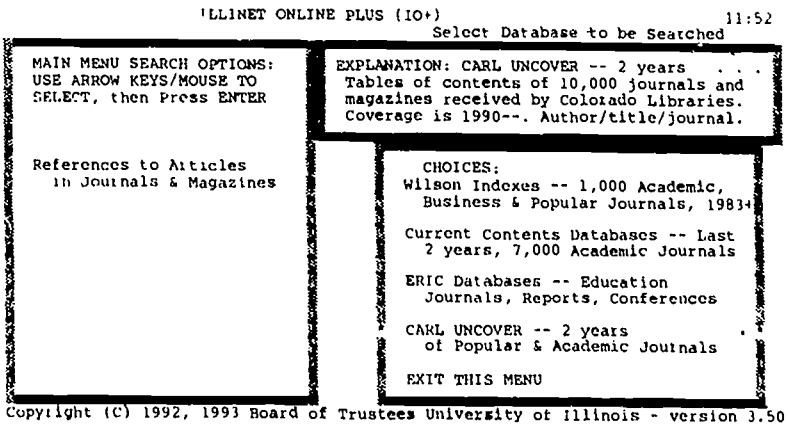 ILLINET ONLINE PLUS (IO+) 11:52
Select Database to be Searched
MAIN MENU SEARCH OPTIONS:
USE ARROW KEYS/MOUSE TO
SELECT, then Press ENTER
References to Articles
in Journals & Magazines
EXPLANATION: CARL UNCOVER -- 2 years . . .
Tables of contents of 10,000 journals and
magazines received by Colorado Libraries.
Coverage is 1990--. Author/title/journal.
CHOICES:
Wilson Indexes -- 1,000 Academic,
Business & Popular Journals, 1983+
Current Contents Databases -- Last
2 years, 7,000 Academic Journals
ERIC Databases -- Education
Journals, Reports, Conferences
CARL UNCOVER -- 2 years
of Popular & Academic Journals
EXIT THIS MENU
Copyright (C) 1992, 1993 Board of Trustees University of Illinois - version 3.50